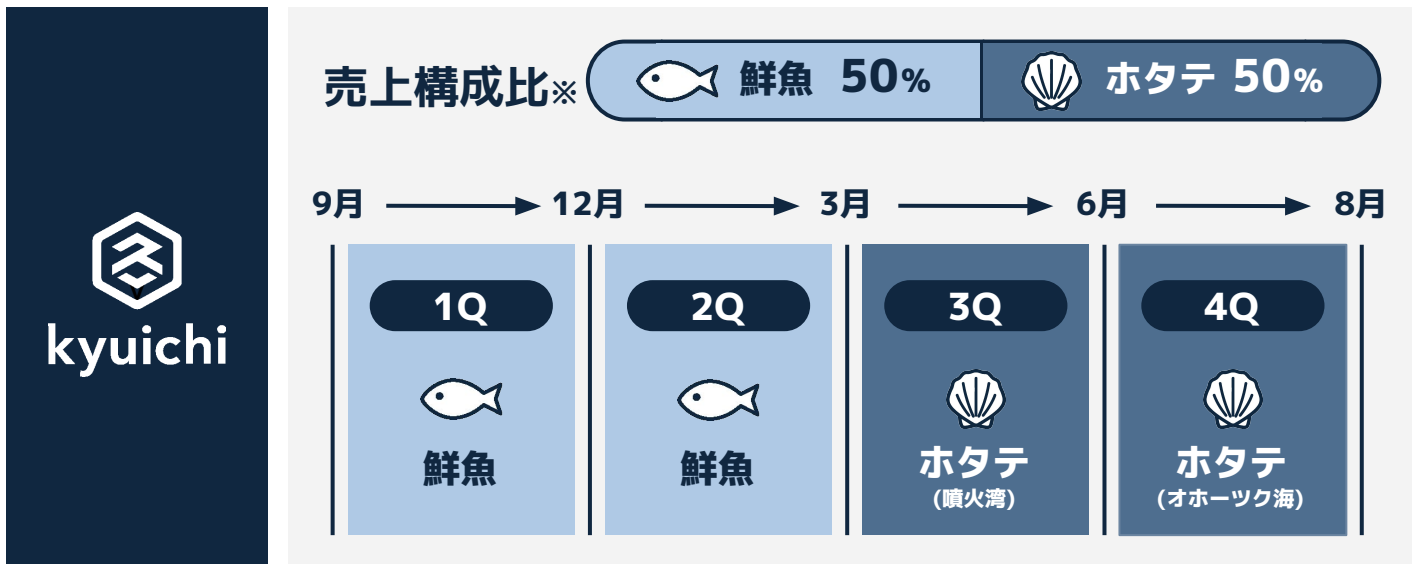 kyuichi
売上構成比※
鮮魚 50%
ホタテ 50%
9月 12月 3月 6月 8月
1Q
鮮魚
2Q
鮮魚
3Q
ホタテ
(噴火湾)
4Q
ホタテ
(オホーツク海)